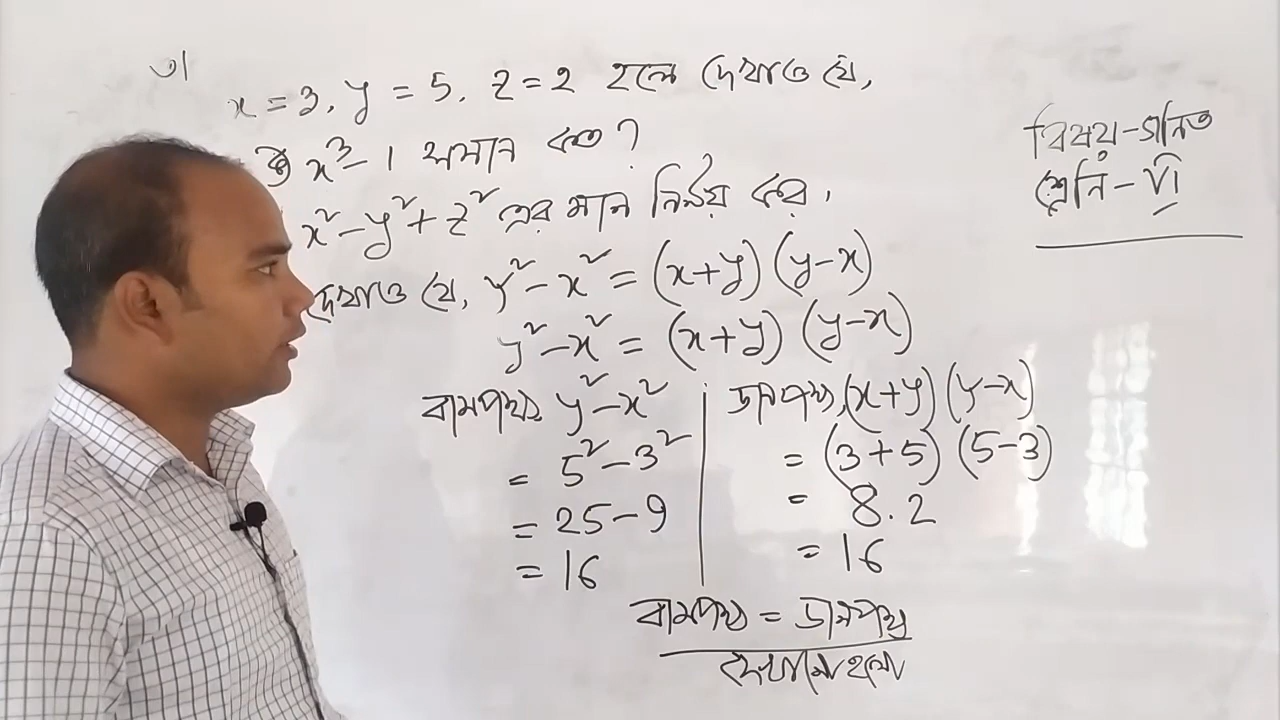 ৩।
x = 3, y = 5, z = 2 হলে দেখাও যে,
x³ - 1 এমান কত ?
x² - y² + z² এর মান নির্ণয় কর।
দেখাও যে, y² - x² = (x+y) (y-x)
y² - x² = (x+y) (y-x)
বামপক্ষ y² - x²
= 5² - 3²
= 25 - 9
= 16
ডানপক্ষ, (x+y) (y-x)
= (3+5) (5-3)
= 8.2
= 16
বামপক্ষ = ডানপক্ষ
দেখানো হলো
বিষয় - গনিত
শ্রেনি - VI